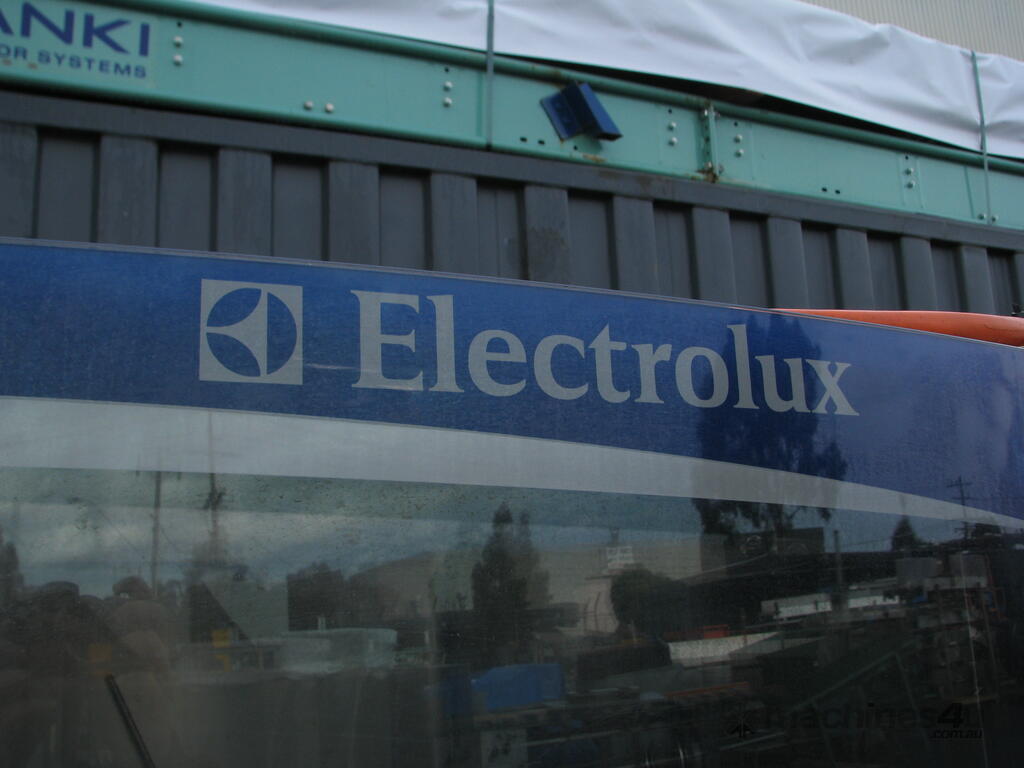 ANKI
OR SYSTEMS
Electrolux
machines4u
.com.au